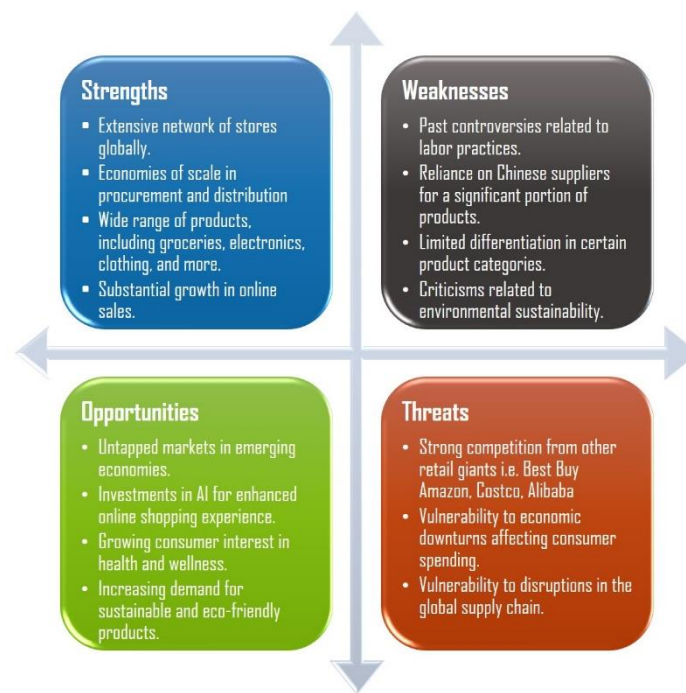 Strengths
▪ Extensive network of stores
globally.
▪ Economies of scale in
procurement and distribution
▪ Wide range of products,
including groceries, electronics,
clothing, and more.
▪ Substantial growth in online
sales.
Weaknesses
• Past controversies related to
labor practices.
• Reliance on Chinese suppliers
for a significant portion of
products.
• Limited differentiation in certain
product categories.
• Criticisms related to
environmental sustainability.
Opportunities
• Untapped markets in emerging
economies.
• Investments in AI for enhanced
online shopping experience.
• Growing consumer interest in
health and wellness.
• Increasing demand for
sustainable and eco-friendly
products.
Threats
• Strong competition from other
retail giants i.e. Best Buy
Amazon, Costco, Alibaba
• Vulnerability to economic
downturns affecting consumer
spending.
• Vulnerability to disruptions in the
global supply chain.